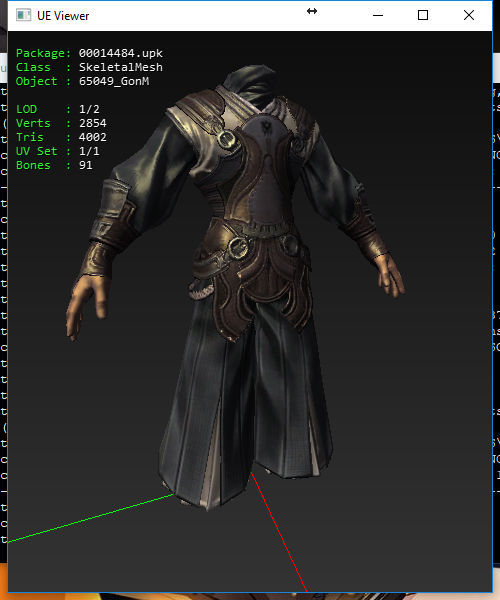 UE Viewer
Package: 00014484.upk
Class : SkeletalMesh
Object : 65049_GonM
LOD : 1/2
Verts : 2854
Tris : 4002
UV Set : 1/1
Bones : 91